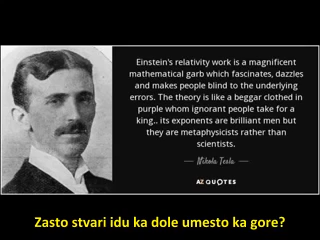 Einstein's relativity work is a magnificent
mathematical garb which fascinates, dazzles
and makes people blind to the underlying
errors. The theory is like a beggar clothed in
purple whom ignorant people take for a
king.. its exponents are brilliant men but
they are metaphysicists rather than
scientists.
Nikola Tesla
AZ QUOTES
Zasto stvari idu ka dole umesto ka gore?